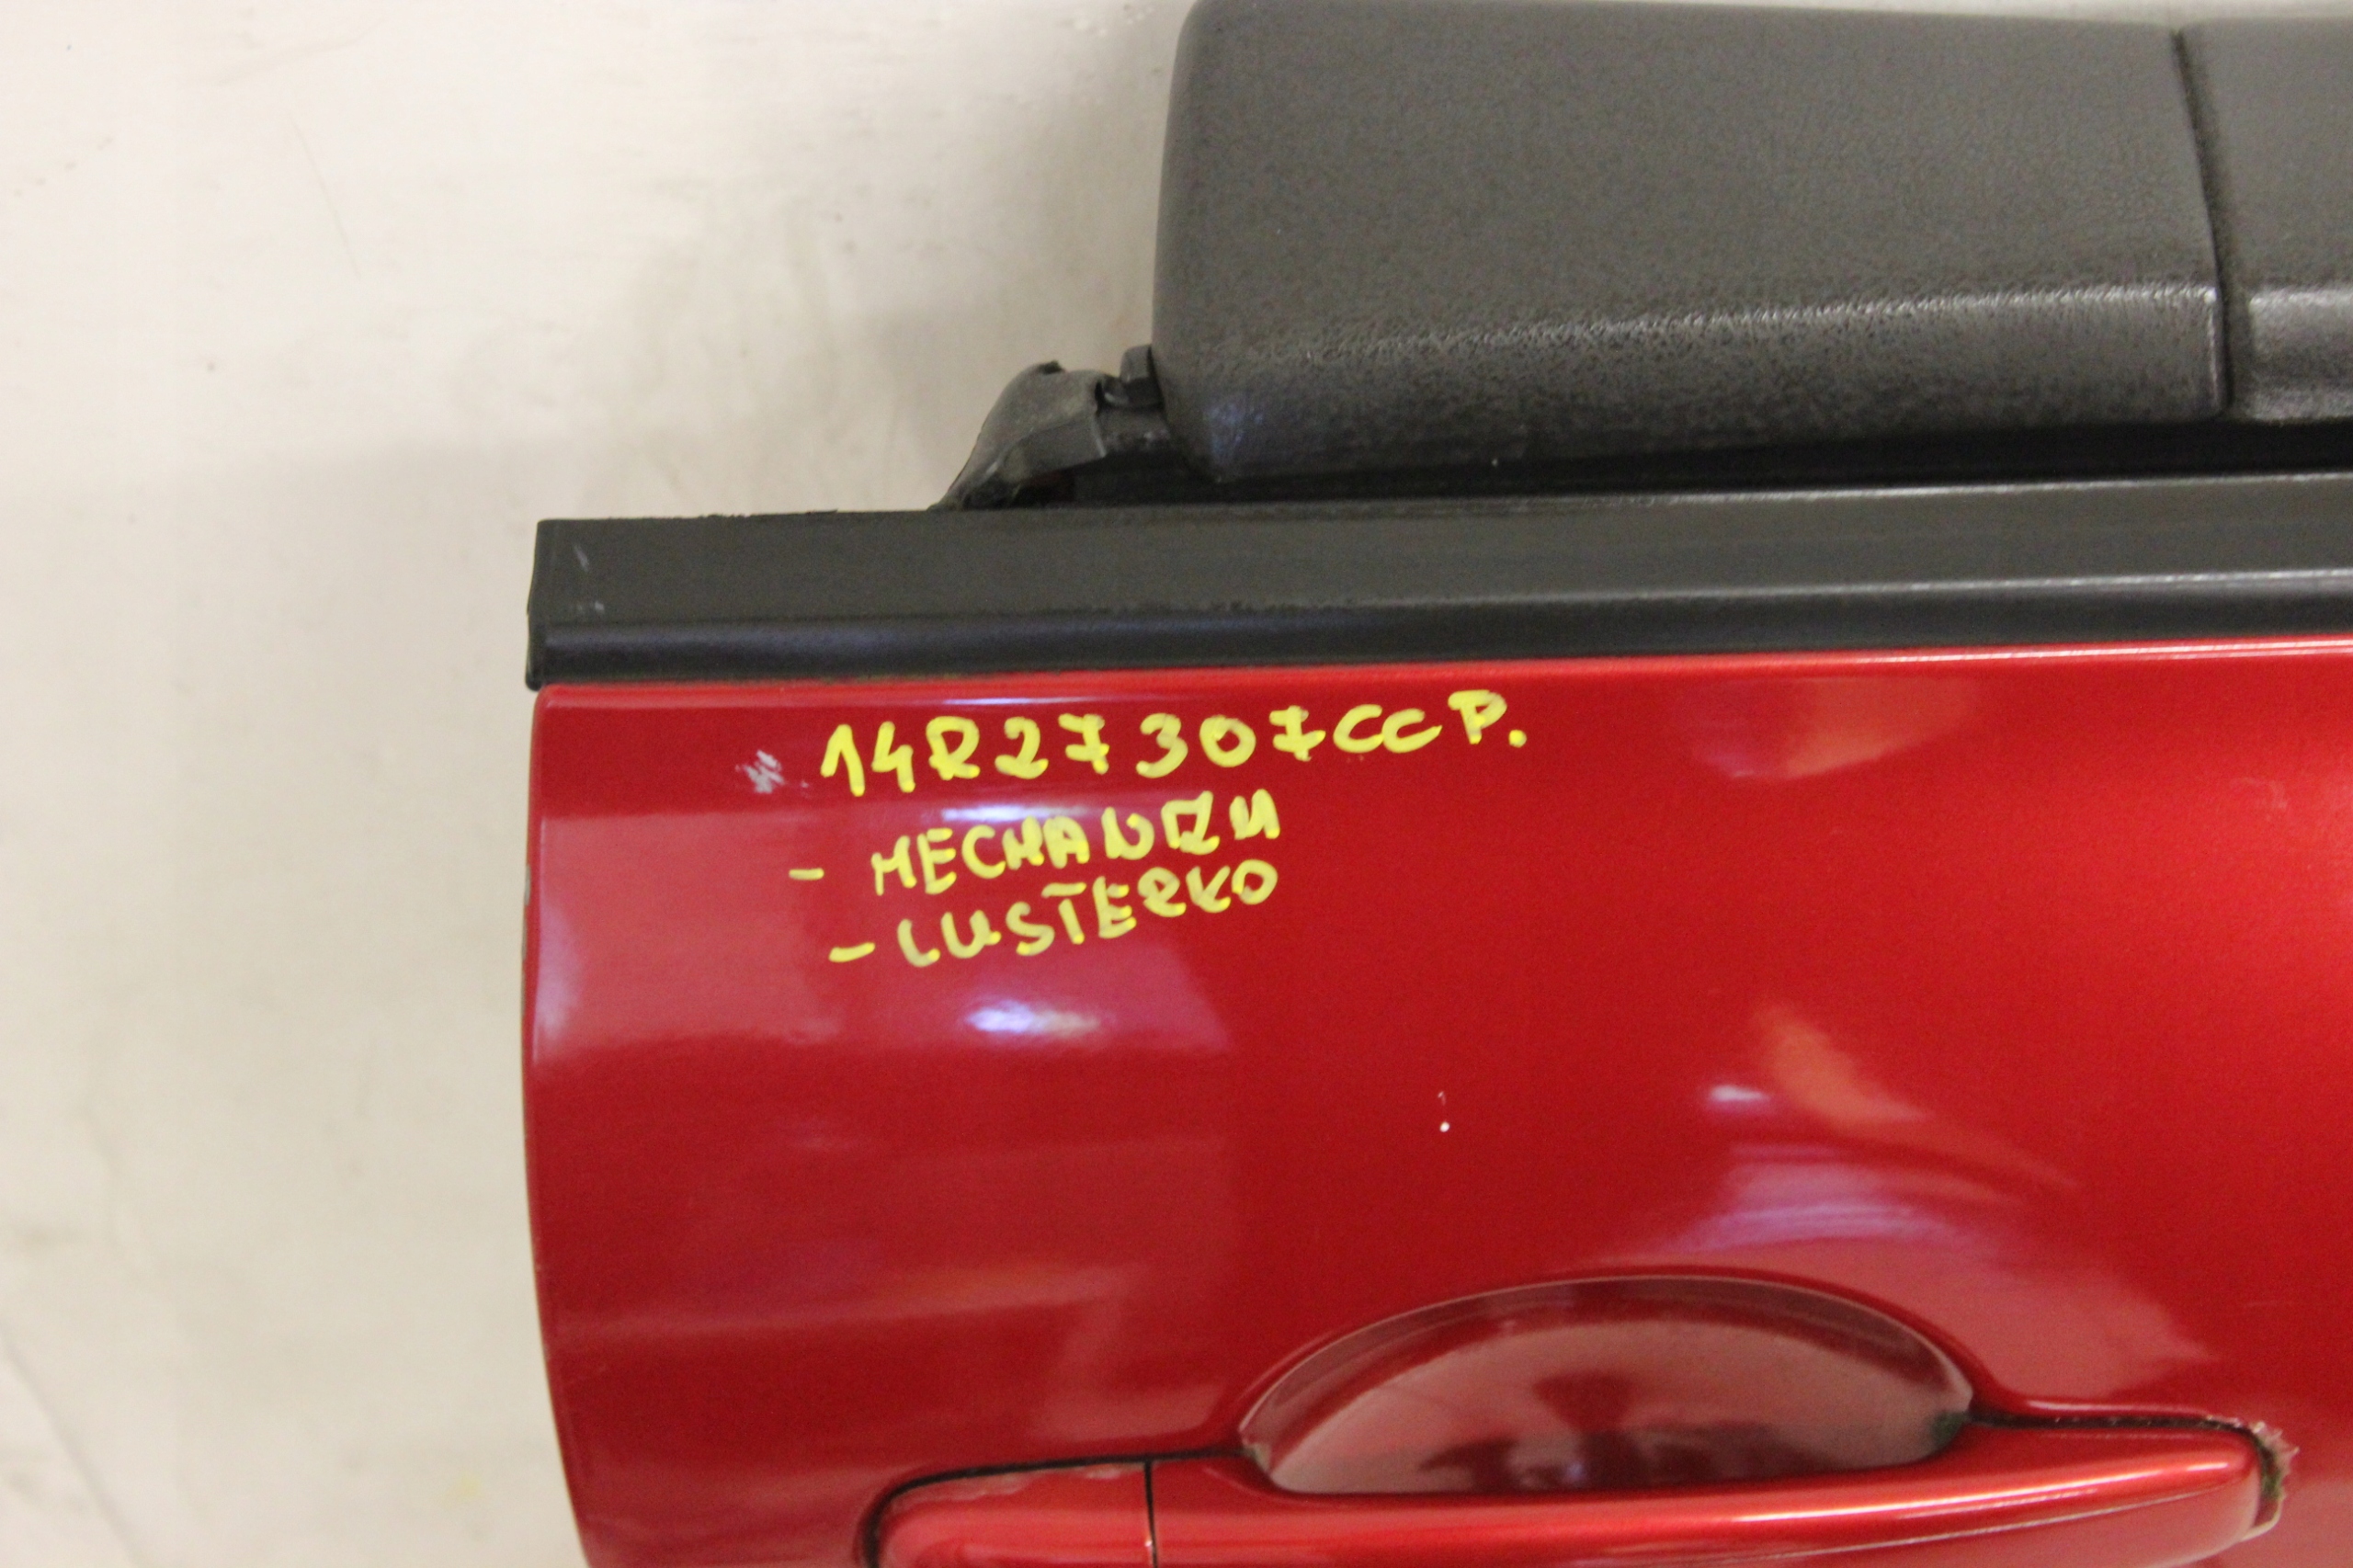 14R27307CCP.
- MECHANIZM
- LUSTERKO